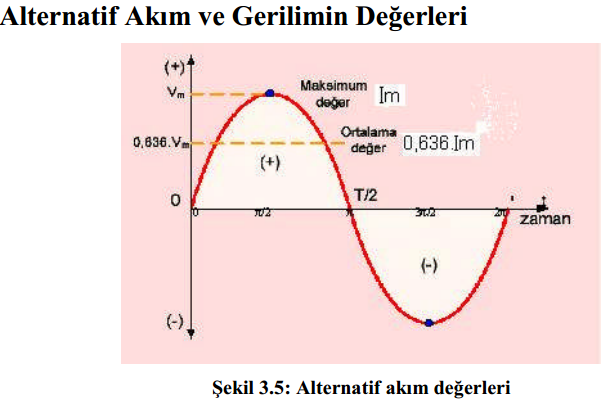 Alternatif Akım ve Gerilimin Değerleri
(+)
Vm
Maksimum
değer
Im
0,636.Vm
Ortalama
değer
0,636.Im
(+)
0
T/2
0
π/2
π
3π/2
2π
t
zaman
(-)
(-)
Şekil 3.5: Alternatif akım değerleri